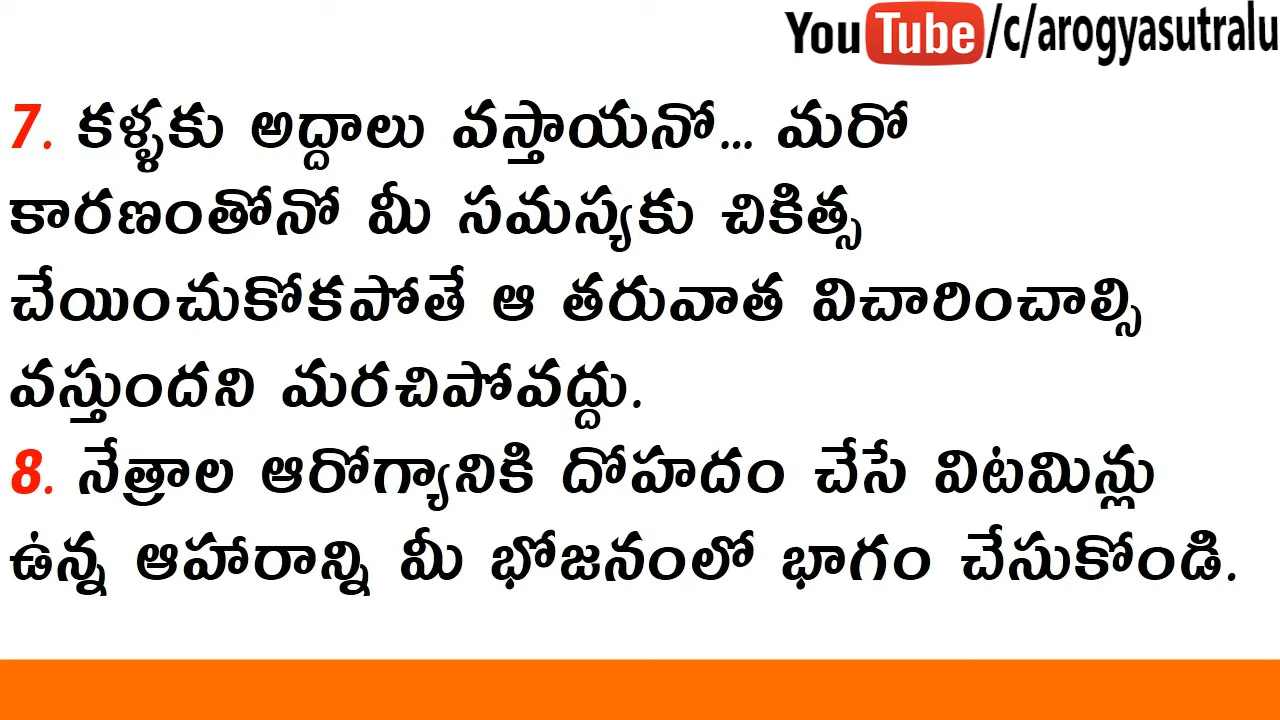 YouTube/c/arogyasutralu
7. కళ్ళకు అద్దాలు వస్తాయనో... మరో
కారణంతోనో మీ సమస్యకు చికిత్స
చేయించుకోకపోతే ఆ తరువాత విచారించాల్సి
వస్తుందని మరచిపోవద్దు.
8. నేత్రాల ఆరోగ్యానికి దోహదం చేసే విటమిన్లు
ఉన్న ఆహారాన్ని మీ భోజనంలో భాగం చేసుకోండి.